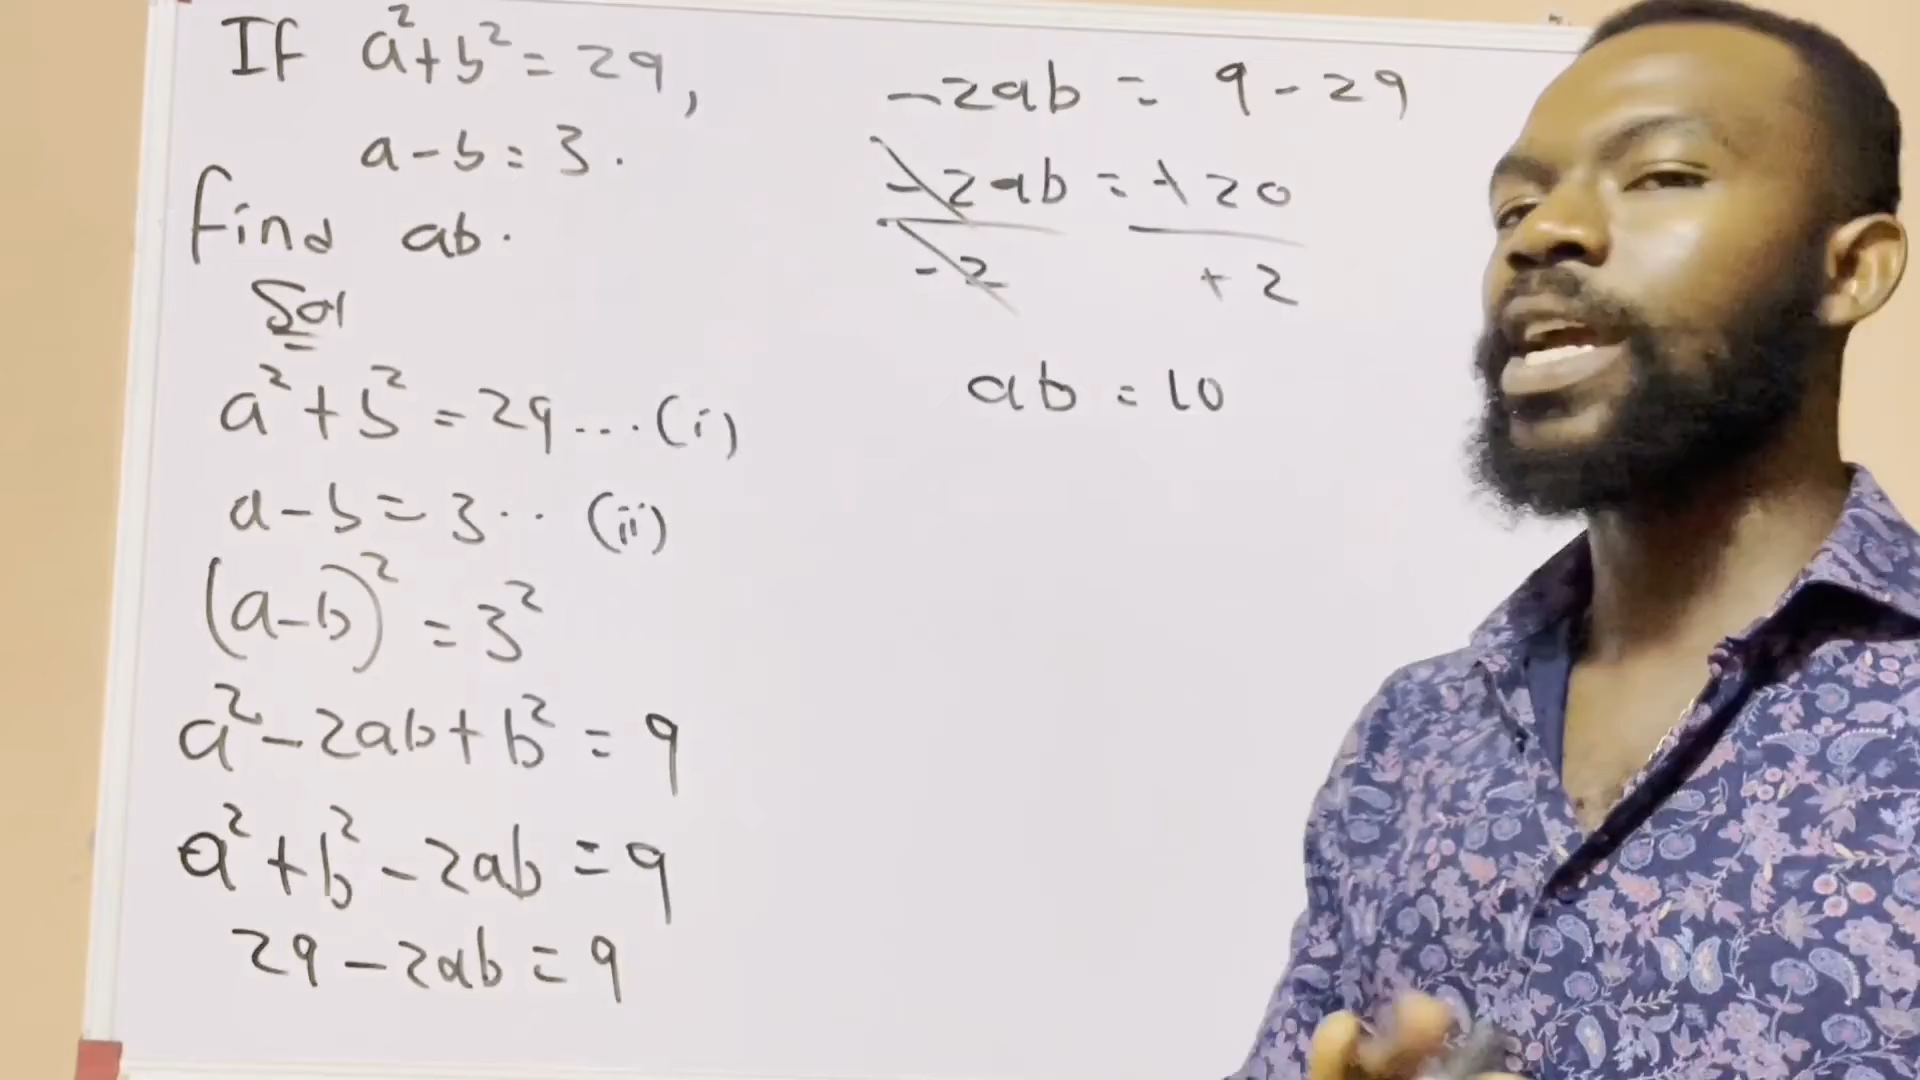 If a²+b²=29,
a-b=3.
find ab.
Sol
a²+b²=29...(i)
a-b=3.. (ii)
(a-b)²=3²
a²-2ab+b²=9
a²+b²-2ab=9
29-2ab=9
-2ab=9-29
-2ab=+20
-2 +2
ab=10